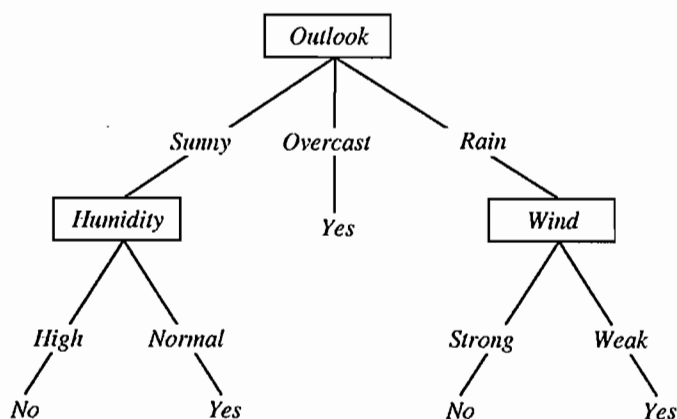 Outlook
Sunny Overcast Rain
Humidity Yes Wind
High Normal Strong Weak
No Yes No Yes